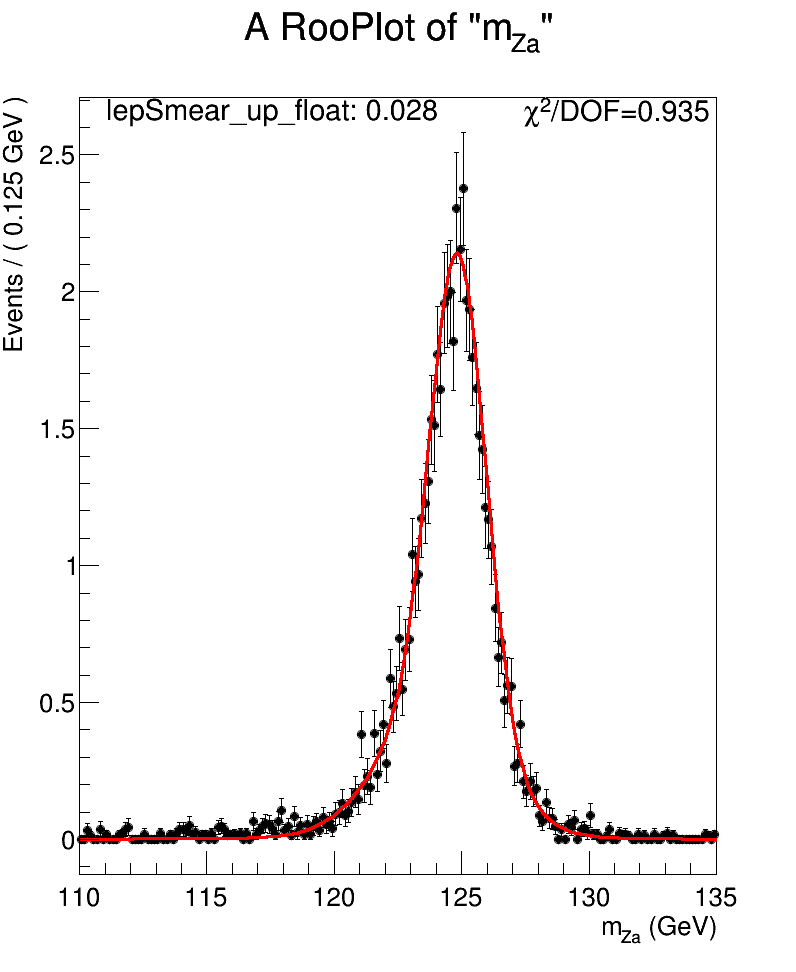 A RooPlot of "m_Za"
lepSmear_up_float: 0.028
χ²/DOF=0.935
Events / ( 0.125 GeV )
2.5
2
1.5
1
0.5
0
110 115 120 125 130 135
m_Za (GeV)